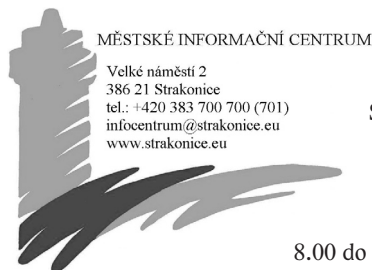 MĚSTSKÉ INFORMAČNÍ CENTRUM
Velké náměstí 2
386 21 Strakonice
tel.: +420 383 700 700 (701)
infocentrum@strakonice.eu
www.strakonice.eu
8.00 do